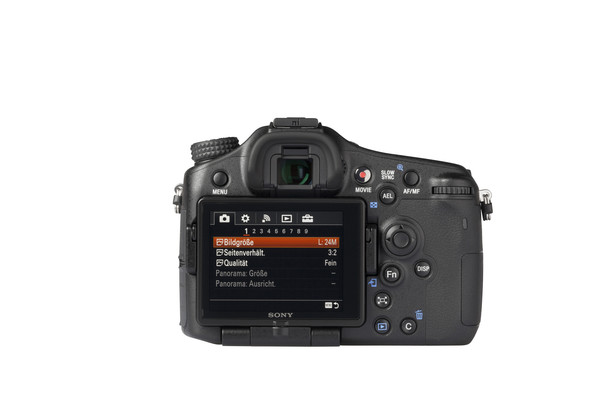 SLOW
SYNC
MENU
MOVIE
AEL
AF/MF
1 2 3 4 5 6 7 8 9
Bildgröße L: 24M
Seitenverhält. 3:2
Qualität Fein
Panorama: Größe –
Panorama: Ausricht. –
Fn
DISP
SONY
C